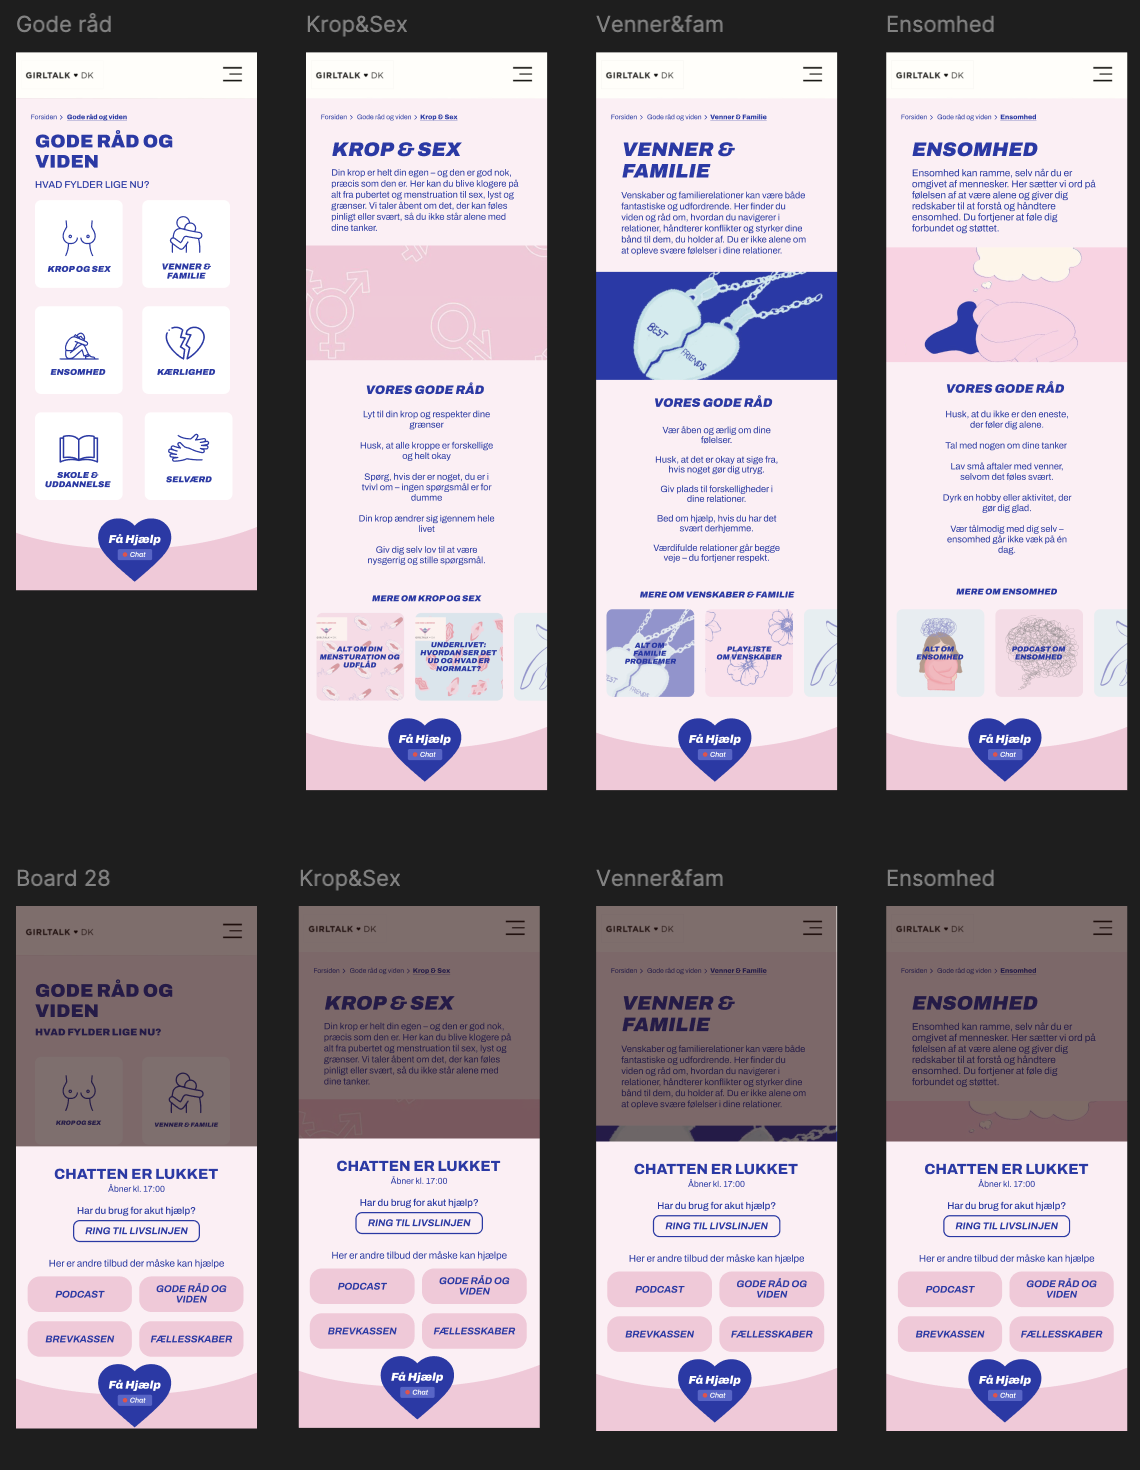 Gode råd
GIRLTALK ♥ DK
Forsiden > Gode råd og viden
GODE RÅD OG
VIDEN
HVAD FYLDER LIGE NU?
KROP OG SEX
VENNER &
FAMILIE
ENSOMHED
KÆRLIGHED
SKOLE &
UDDANNELSE
SELVÆRD
Få Hjælp
Chat
Krop&Sex
GIRLTALK ♥ DK
Forsiden > Gode råd og viden > Krop & Sex
KROP & SEX
Din krop er helt din egen – og den er god nok,
præcis som den er. Her kan du blive klogere på
alt fra pubertet og menstruation til sex, lyst og
grænser. Vi taler åbent om det, der kan føles
pinligt eller svært, så du ikke står alene med
dine tanker.
VORES GODE RÅD
Lyt til din krop og respekter dine
grænser
Husk, at alle kroppe er forskellige
og helt okay
Spørg, hvis der er noget, du er i
tvivl om – ingen spørgsmål er for
dumme
Din krop ændrer sig igennem hele
livet
Giv dig selv lov til at være
nysgerrig og stille spørgsmål.
MERE OM KROP OG SEX
ALT OM DIN
MENSTURATION OG
UDFLÅD
UNDERLIVET:
HVORDAN SER DET
UD OG HVAD ER
NORMALT?
Få Hjælp
Chat
Venner&fam
GIRLTALK ♥ DK
Forsiden > Gode råd og viden > Venner & Familie
VENNER &
FAMILIE
Venskaber og familierelationer kan være både
fantastiske og udfordrende. Her finder du
viden og råd om, hvordan du navigerer i
relationer, håndterer konflikter og styrker dine
bånd til dem, du holder af. Du er ikke alene om
at opleve svære følelser i dine relationer.
BEST
FRIENDS
VORES GODE RÅD
Vær åben og ærlig om dine
følelser.
Husk, at det er okay at sige fra,
hvis noget gør dig utryg.
Giv plads til forskelligheder i
dine relationer.
Bed om hjælp, hvis du har det
svært derhjemme.
Værdifulde relationer går begge
veje – du fortjener respekt.
MERE OM VENSKABER & FAMILIE
ALT OM
FAMILIE
PROBLEMER
PLAYLISTE
OM VENSKABER
Få Hjælp
Chat
Ensomhed
GIRLTALK ♥ DK
Forsiden > Gode råd og viden > Ensomhed
ENSOMHED
Ensomhed kan ramme, selv når du er
omgivet af mennesker. Her sætter vi ord på
følelsen af at være alene og giver dig
redskaber til at forstå og håndtere
ensomhed. Du fortjener at føle dig
forbundet og støttet.
VORES GODE RÅD
Husk, at du ikke er den eneste,
der føler dig alene.
Tal med nogen om dine tanker
Lav små aftaler med venner,
selvom det føles svært.
Dyrk en hobby eller aktivitet, der
gør dig glad.
Vær tålmodig med dig selv –
ensomhed går ikke væk på én
dag.
MERE OM ENSOMHED
ALT OM
ENSOMHED
PODCAST OM
ENSOMHED
Få Hjælp
Chat
Board 28
GIRLTALK ♥ DK
GODE RÅD OG
VIDEN
HVAD FYLDER LIGE NU?
KROP OG SEX
VENNER & FAMILIE
CHATTEN ER LUKKET
Åbner kl. 17:00
Har du brug for akut hjælp?
RING TIL LIVSLINJEN
Her er andre tilbud der måske kan hjælpe
PODCAST
GODE RÅD OG
VIDEN
BREVKASSEN
FÆLLESSKABER
Få Hjælp
Chat
Krop&Sex
GIRLTALK ♥ DK
Forsiden > Gode råd og viden > Krop & Sex
KROP & SEX
Din krop er helt din egen – og den er god nok,
præcis som den er. Her kan du blive klogere på
alt fra pubertet og menstruation til sex, lyst og
grænser. Vi taler åbent om det, der kan føles
pinligt eller svært, så du ikke står alene med
dine tanker.
CHATTEN ER LUKKET
Åbner kl. 17:00
Har du brug for akut hjælp?
RING TIL LIVSLINJEN
Her er andre tilbud der måske kan hjælpe
PODCAST
GODE RÅD OG
VIDEN
BREVKASSEN
FÆLLESSKABER
Få Hjælp
Chat
Venner&fam
GIRLTALK ♥ DK
Forsiden > Gode råd og viden > Venner & Familie
VENNER &
FAMILIE
Venskaber og familierelationer kan være både
fantastiske og udfordrende. Her finder du
viden og råd om, hvordan du navigerer i
relationer, håndterer konflikter og styrker dine
bånd til dem, du holder af. Du er ikke alene om
at opleve svære følelser i dine relationer.
CHATTEN ER LUKKET
Åbner kl. 17:00
Har du brug for akut hjælp?
RING TIL LIVSLINJEN
Her er andre tilbud der måske kan hjælpe
PODCAST
GODE RÅD OG
VIDEN
BREVKASSEN
FÆLLESSKABER
Få Hjælp
Chat
Ensomhed
GIRLTALK ♥ DK
Forsiden > Gode råd og viden > Ensomhed
ENSOMHED
Ensomhed kan ramme, selv når du er
omgivet af mennesker. Her sætter vi ord på
følelsen af at være alene og giver dig
redskaber til at forstå og håndtere
ensomhed. Du fortjener at føle dig
forbundet og støttet.
CHATTEN ER LUKKET
Åbner kl. 17:00
Har du brug for akut hjælp?
RING TIL LIVSLINJEN
Her er andre tilbud der måske kan hjælpe
PODCAST
GODE RÅD OG
VIDEN
BREVKASSEN
FÆLLESSKABER
Få Hjælp
Chat